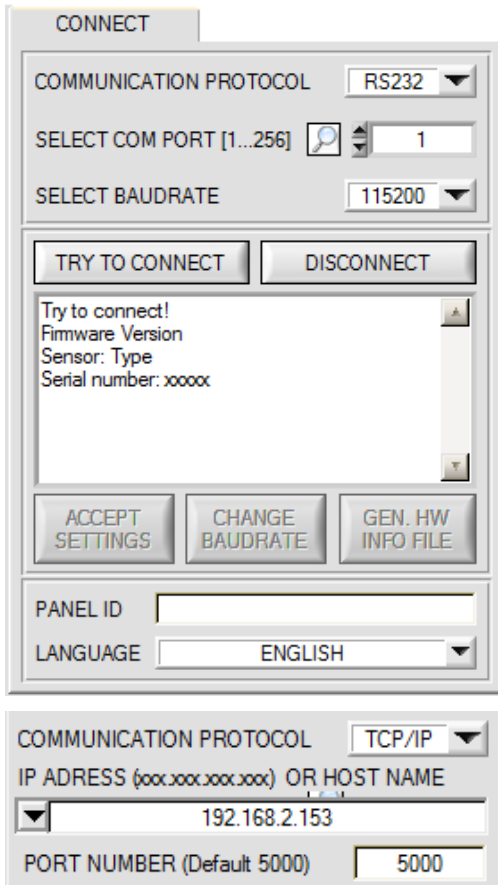 CONNECT
COMMUNICATION PROTOCOL RS232
SELECT COM PORT [1...256] 1
SELECT BAUDRATE 115200
TRY TO CONNECT DISCONNECT
Try to connect!
Firmware Version
Sensor: Type
Serial number: xxxxx
ACCEPT SETTINGS CHANGE BAUDRATE GEN. HW INFO FILE
PANEL ID
LANGUAGE ENGLISH
COMMUNICATION PROTOCOL TCP/IP
IP ADRESS (xxx.xxx.xxx.xxx) OR HOST NAME
192.168.2.153
PORT NUMBER (Default 5000) 5000